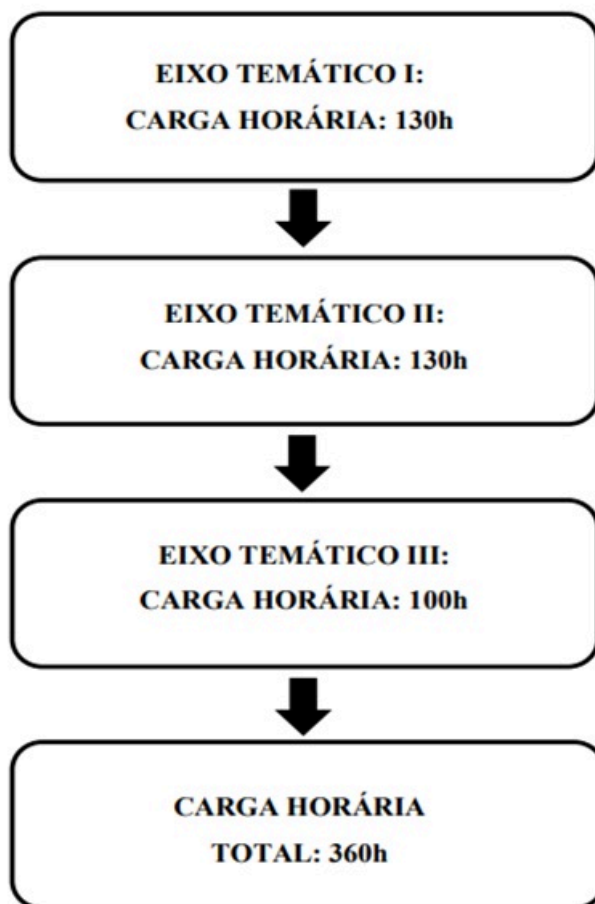 EIXO TEMÁTICO I:
CARGA HORÁRIA: 130h
EIXO TEMÁTICO II:
CARGA HORÁRIA: 130h
EIXO TEMÁTICO III:
CARGA HORÁRIA: 100h
CARGA HORÁRIA
TOTAL: 360h